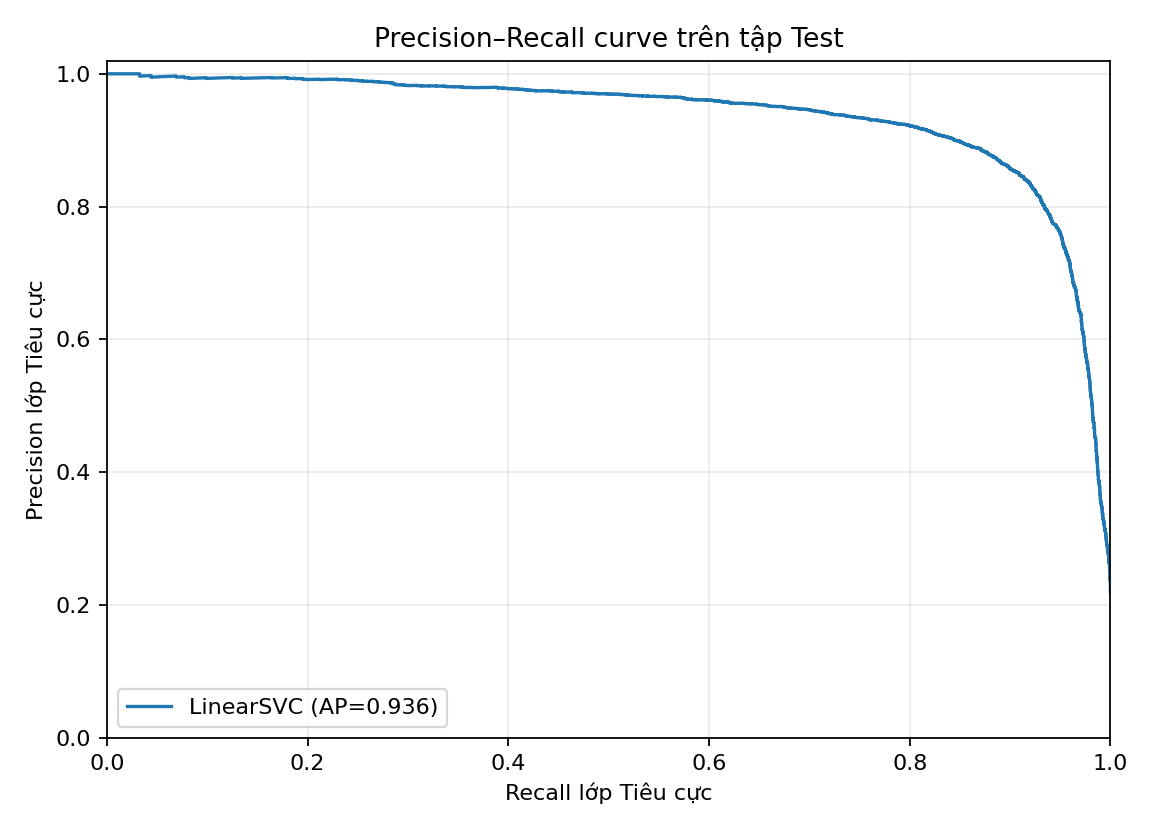 Precision–Recall curve trên tập Test
Precision lớp Tiêu cực
1.0
0.8
0.6
0.4
0.2
0.0
LinearSVC (AP=0.936)
0.0 0.2 0.4 0.6 0.8 1.0
Recall lớp Tiêu cực